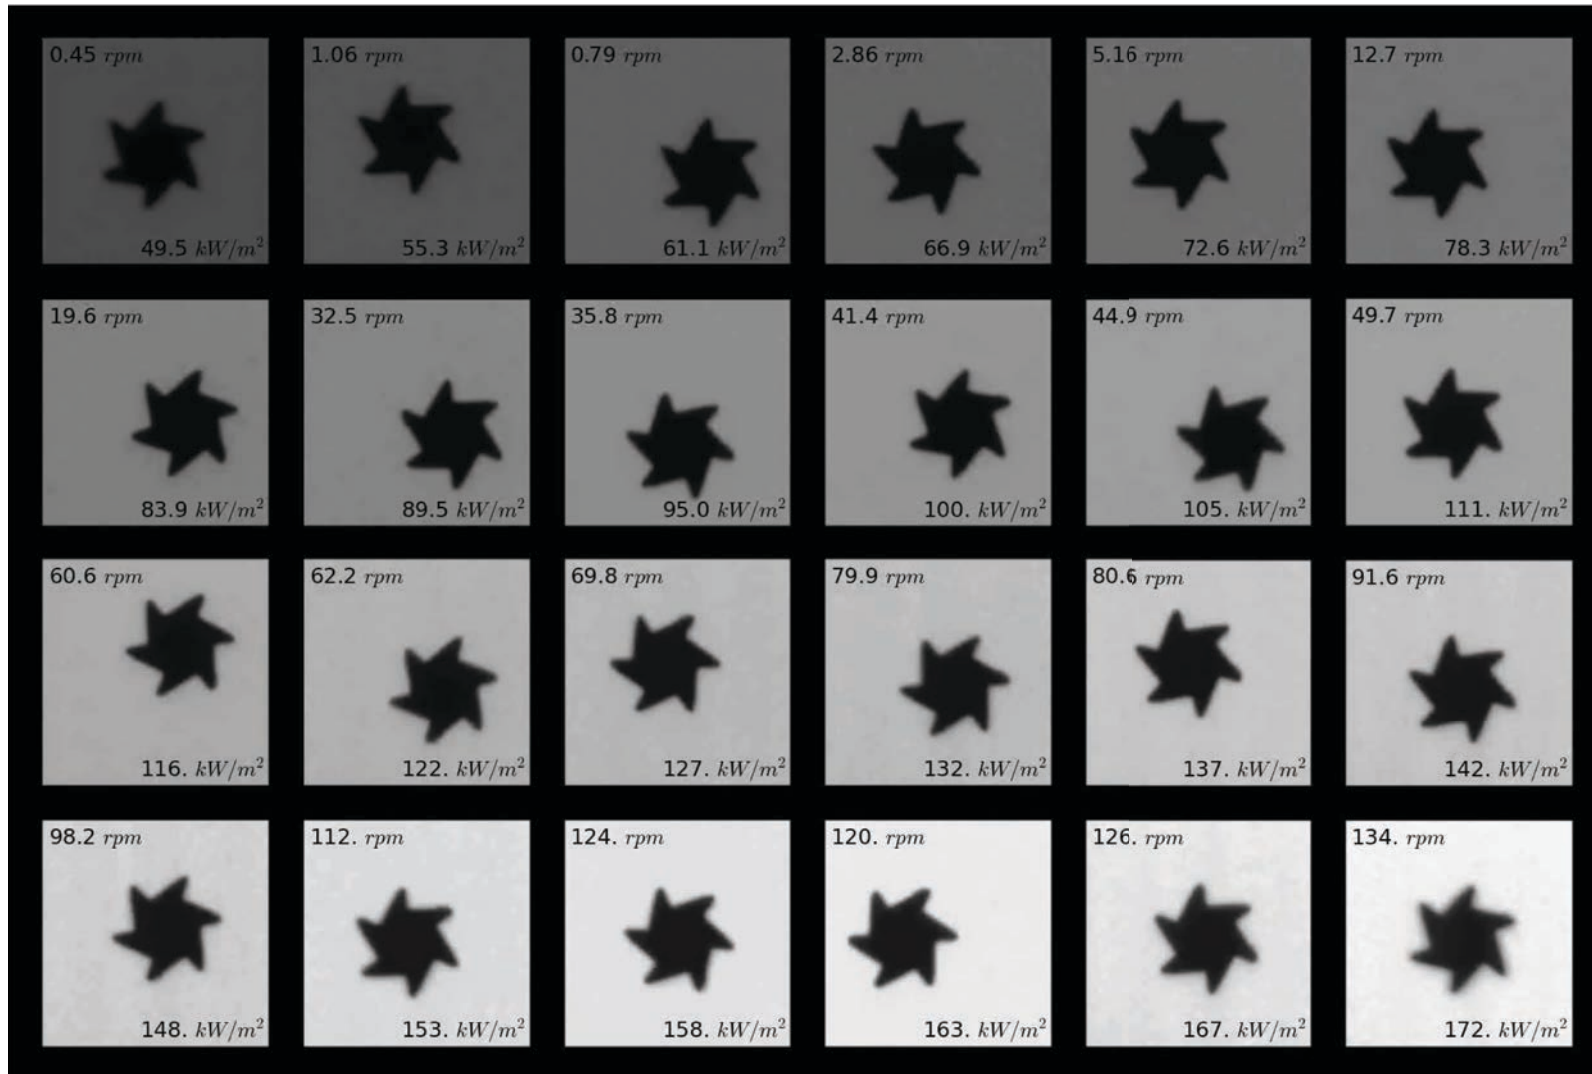 0.45 rpm 1.06 rpm 0.79 rpm 2.86 rpm 5.16 rpm 12.7 rpm
49.5 kW/m² 55.3 kW/m² 61.1 kW/m² 66.9 kW/m² 72.6 kW/m² 78.3 kW/m²
19.6 rpm 32.5 rpm 35.8 rpm 41.4 rpm 44.9 rpm 49.7 rpm
83.9 kW/m² 89.5 kW/m² 95.0 kW/m² 100. kW/m² 105. kW/m² 111. kW/m²
60.6 rpm 62.2 rpm 69.8 rpm 79.9 rpm 80.6 rpm 91.6 rpm
116. kW/m² 122. kW/m² 127. kW/m² 132. kW/m² 137. kW/m² 142. kW/m²
98.2 rpm 112. rpm 124. rpm 120. rpm 126. rpm 134. rpm
148. kW/m² 153. kW/m² 158. kW/m² 163. kW/m² 167. kW/m² 172. kW/m²